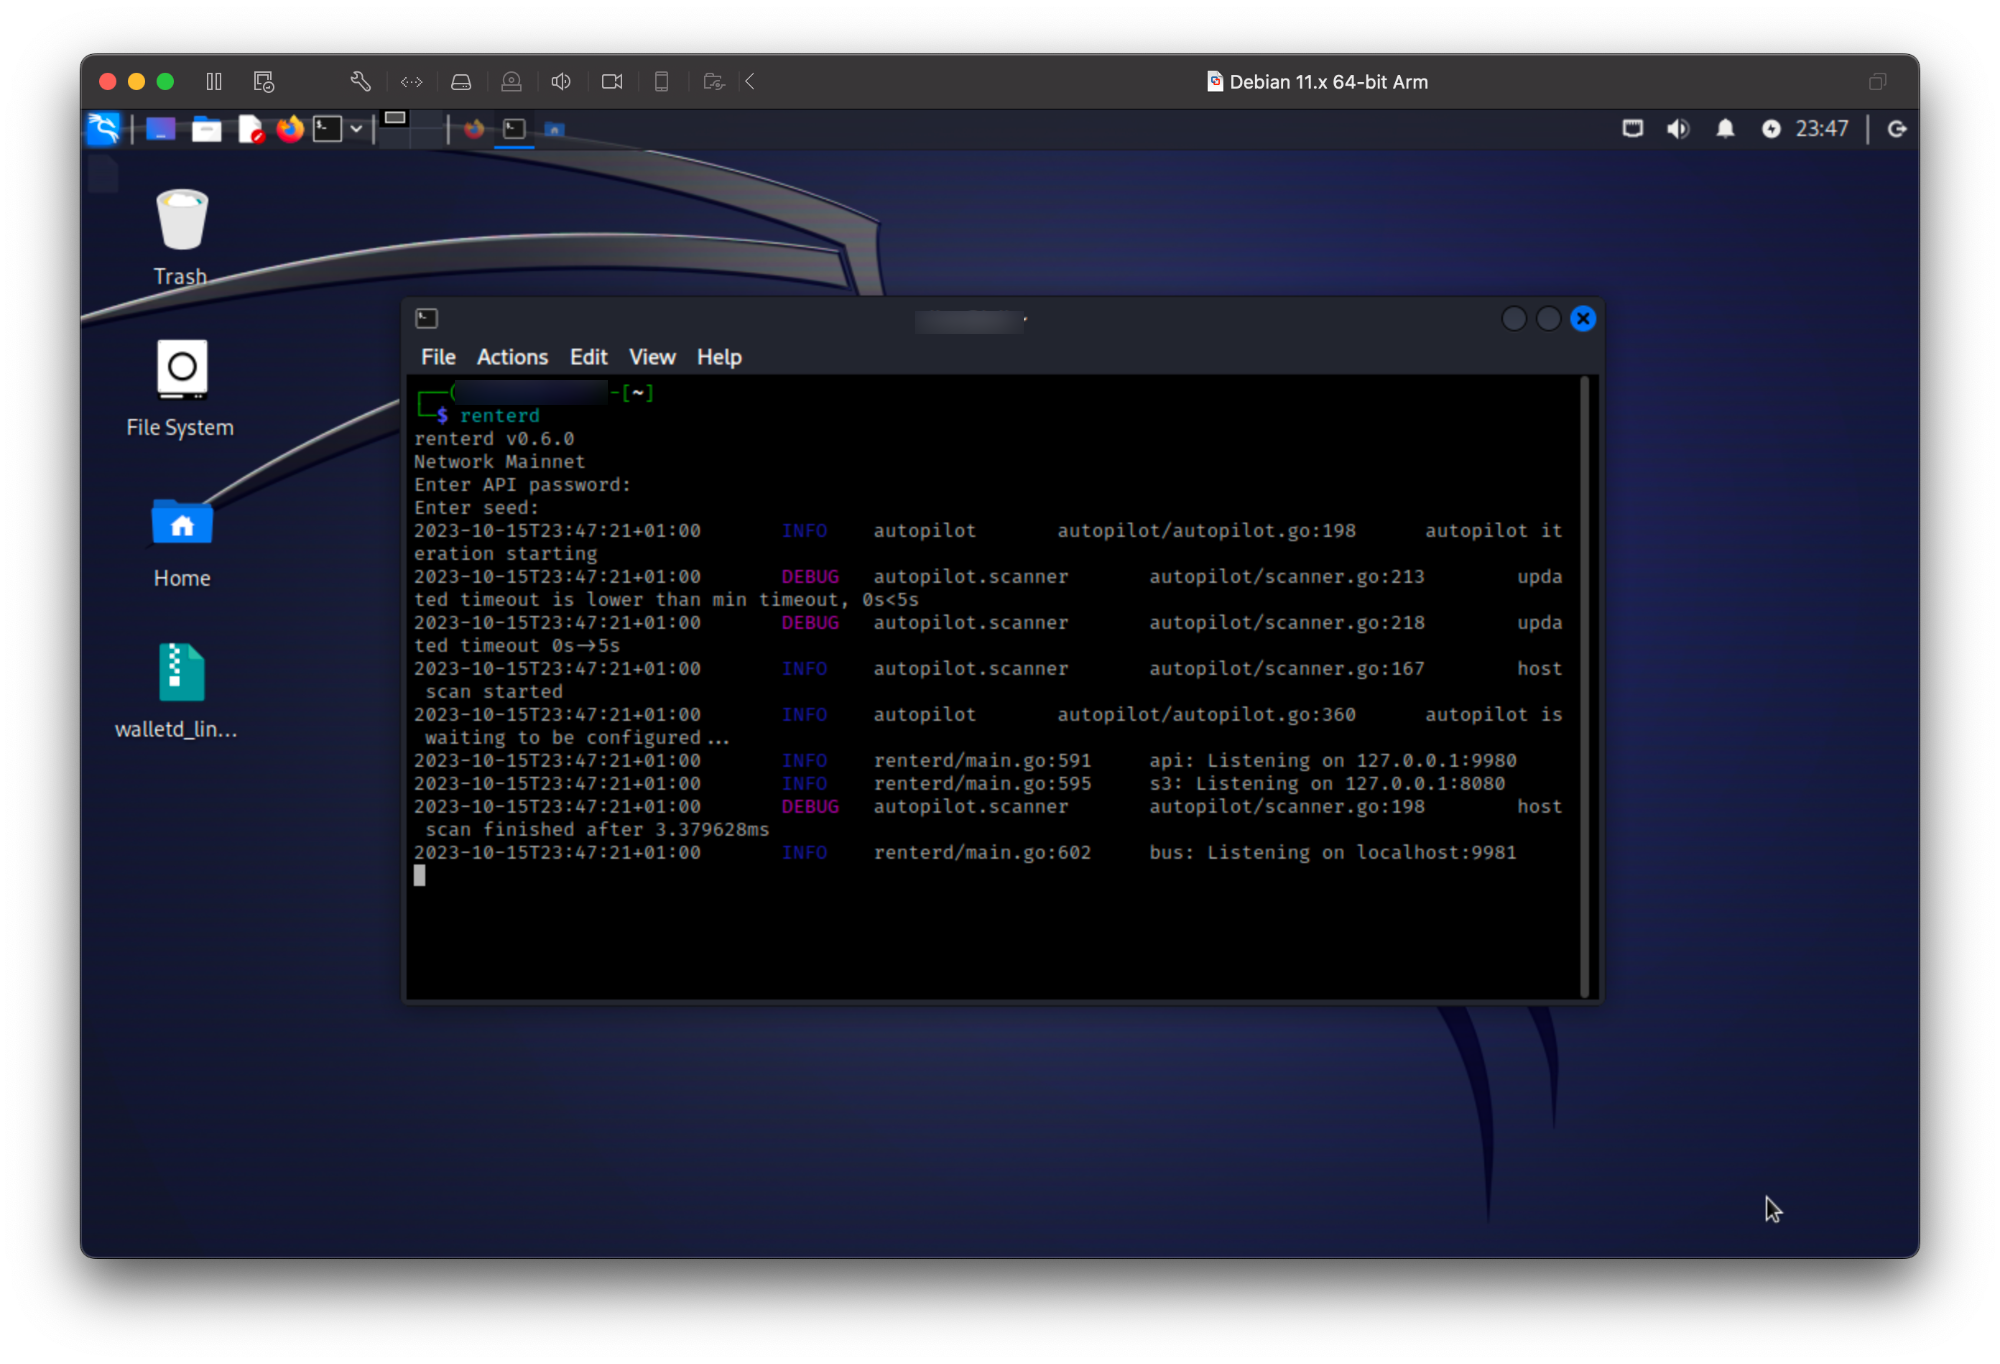 Debian 11.x 64-bit Arm
23:47
Trash
File System
Home
walletd_lin...
File Actions Edit View Help
-[~]
$ renterd
renterd v0.6.0
Network Mainnet
Enter API password:
Enter seed:
2023-10-15T23:47:21+01:00 INFO autopilot autopilot/autopilot.go:198 autopilot it
eration starting
2023-10-15T23:47:21+01:00 DEBUG autopilot.scanner autopilot/scanner.go:213 upda
ted timeout is lower than min timeout, 0s<5s
2023-10-15T23:47:21+01:00 DEBUG autopilot.scanner autopilot/scanner.go:218 upda
ted timeout 0s→5s
2023-10-15T23:47:21+01:00 INFO autopilot.scanner autopilot/scanner.go:167 host
scan started
2023-10-15T23:47:21+01:00 INFO autopilot autopilot/autopilot.go:360 autopilot is
waiting to be configured...
2023-10-15T23:47:21+01:00 INFO renterd/main.go:591 api: Listening on 127.0.0.1:9980
2023-10-15T23:47:21+01:00 INFO renterd/main.go:595 s3: Listening on 127.0.0.1:8080
2023-10-15T23:47:21+01:00 DEBUG autopilot.scanner autopilot/scanner.go:198 host
scan finished after 3.379628ms
2023-10-15T23:47:21+01:00 INFO renterd/main.go:602 bus: Listening on localhost:9981